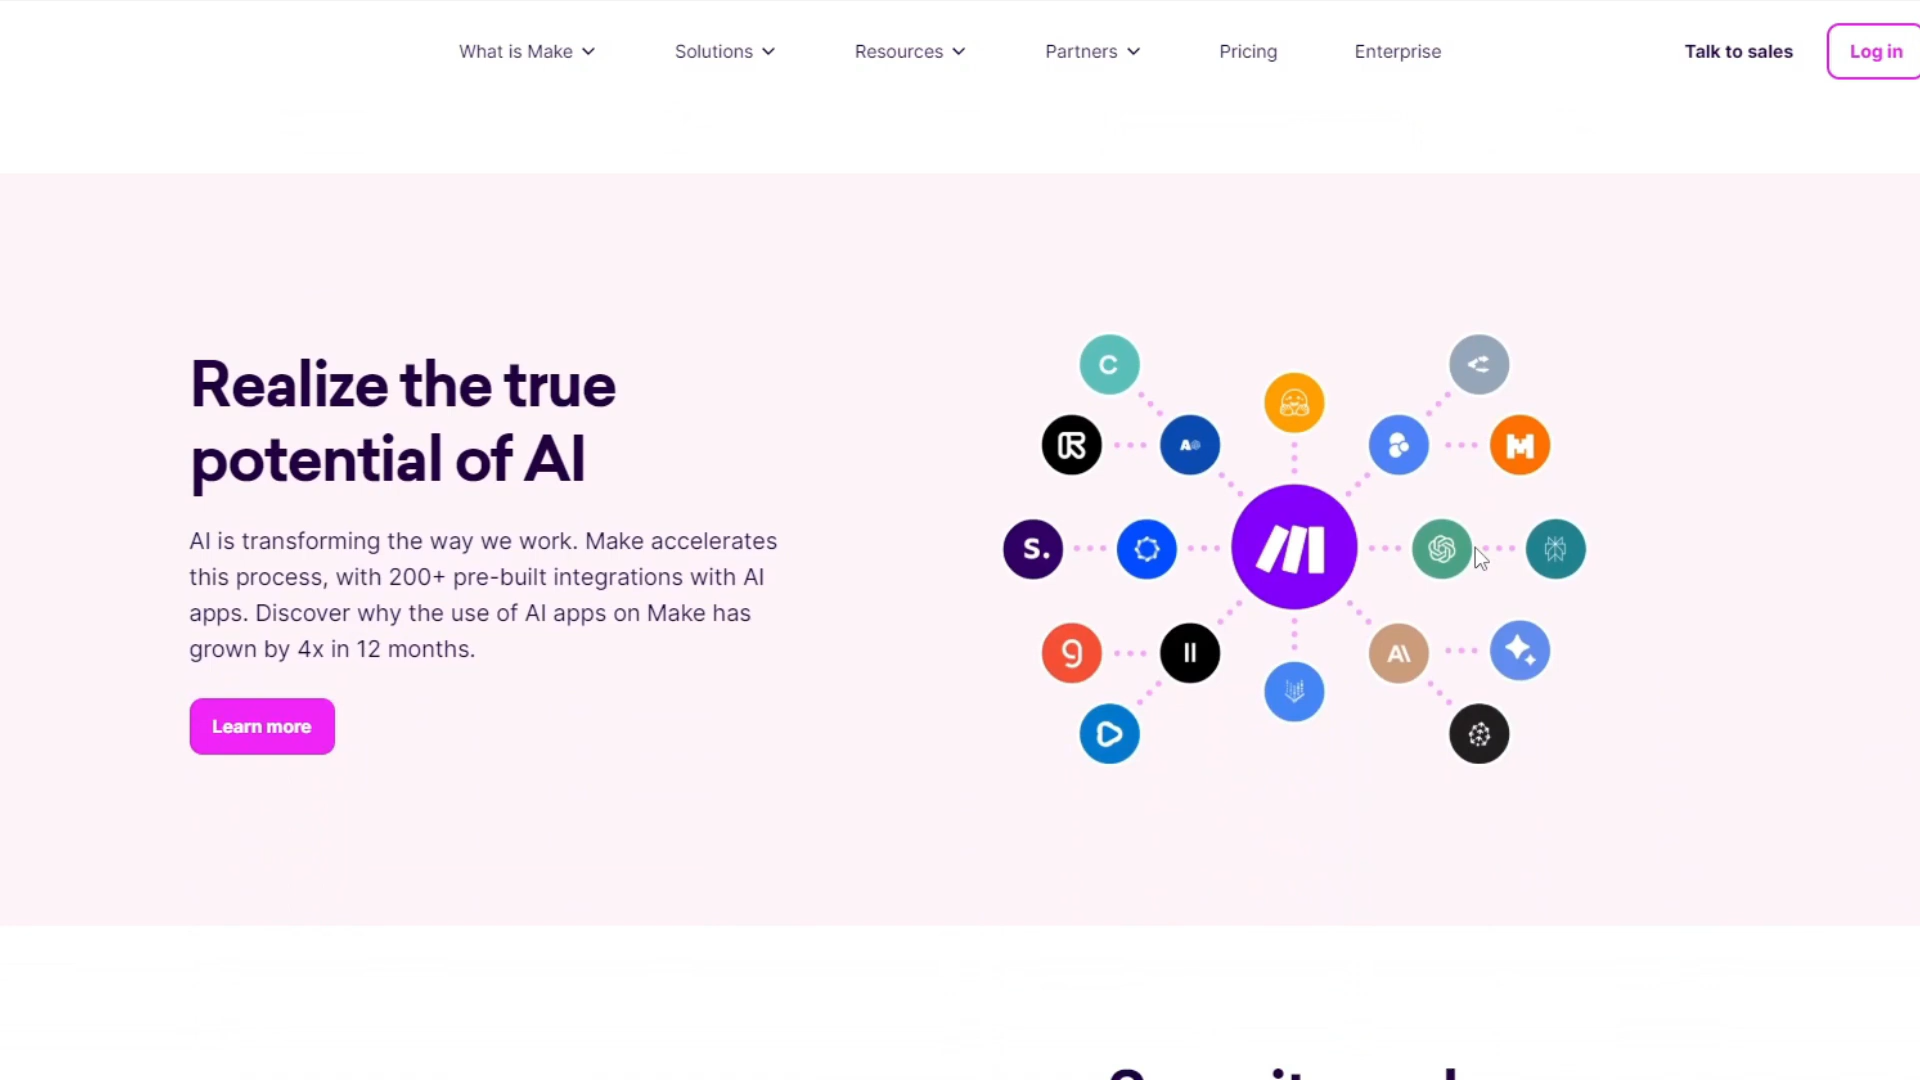 What is Make
Solutions
Resources
Partners
Pricing
Enterprise
Talk to sales
Log in
Realize the true
potential of AI
AI is transforming the way we work. Make accelerates
this process, with 200+ pre-built integrations with AI
apps. Discover why the use of AI apps on Make has
grown by 4x in 12 months.
Learn more
C
S.